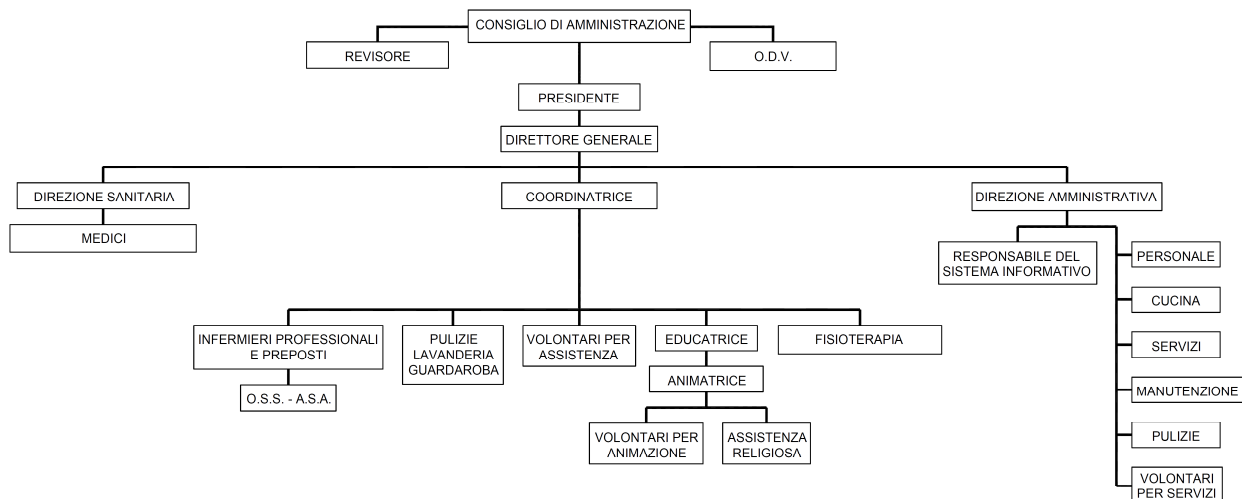 CONSIGLIO DI AMMINISTRAZIONE
REVISORE
O.D.V.
PRESIDENTE
DIRETTORE GENERALE
DIREZIONE SANITARIA
COORDINATRICE
DIREZIONE AMMINISTRATIVA
MEDICI
RESPONSABILE DEL
SISTEMA INFORMATIVO
PERSONALE
CUCINA
SERVIZI
MANUTENZIONE
PULIZIE
VOLONTARI
PER SERVIZI
INFERMIERI PROFESSIONALI
E PREPOSTI
PULIZIE
LAVANDERIA
GUARDAROBA
VOLONTARI PER
ASSISTENZA
EDUCATRICE
FISIOTERAPIA
O.S.S. - A.S.A.
ANIMATRICE
VOLONTARI PER
ANIMAZIONE
ASSISTENZA
RELIGIOSA